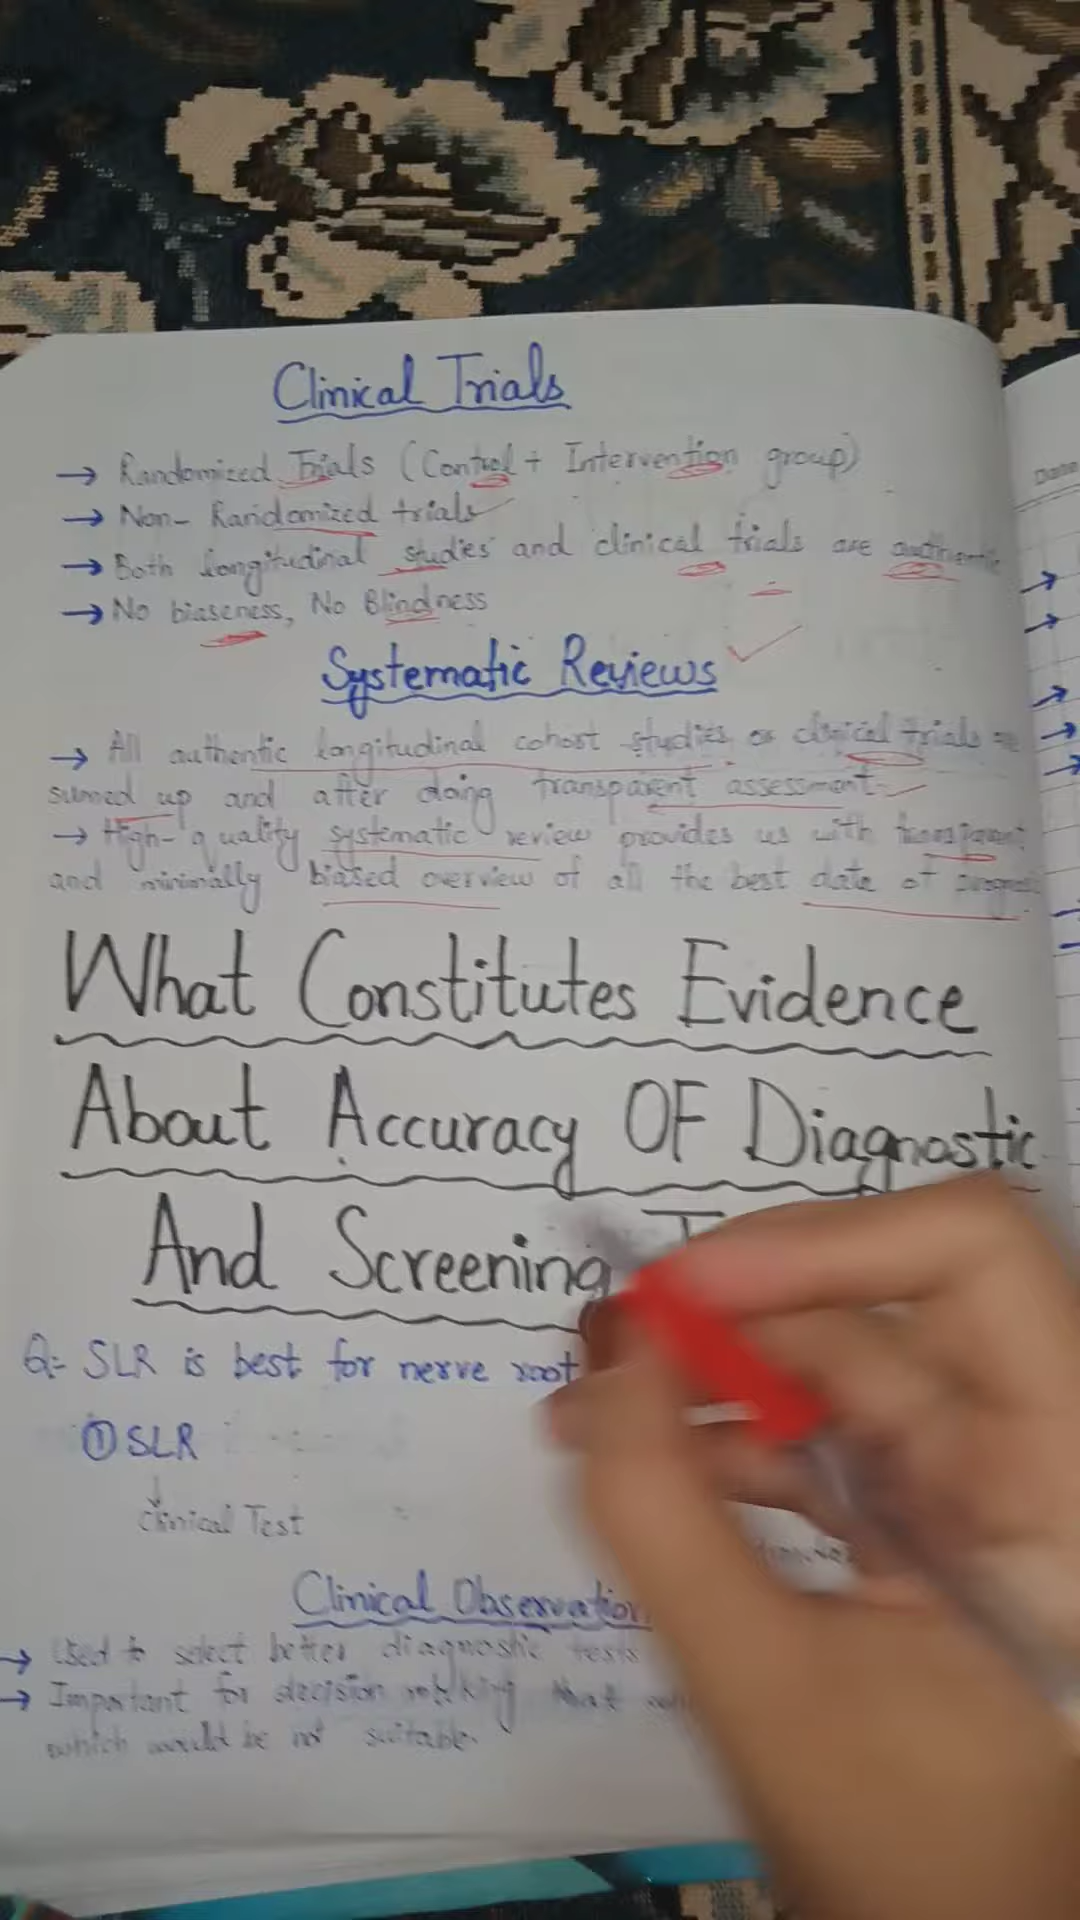 Clinical Trials
→ Randomized Trials (Control + Intervention group)
→ Non-Randomized trials
→ Both longitudinal studies and clinical trials are
→ No biaseness, No Blindness
Systematic Reviews
→ All authentic longitudinal cohort studies or clinical trials are
sumed up and after doing transparent assessment
→ High-quality systematic review provides us with transparent
and minimally biased overview of all the best data of
What Constitutes Evidence
About Accuracy OF Diagnostic
And Screening
Q:- SLR is best for nerve root
① SLR
Clinical Test
Clinical Observation
→ Used to select better diagnostic tests
→ Important for decision making that
which would be not suitable.
Date